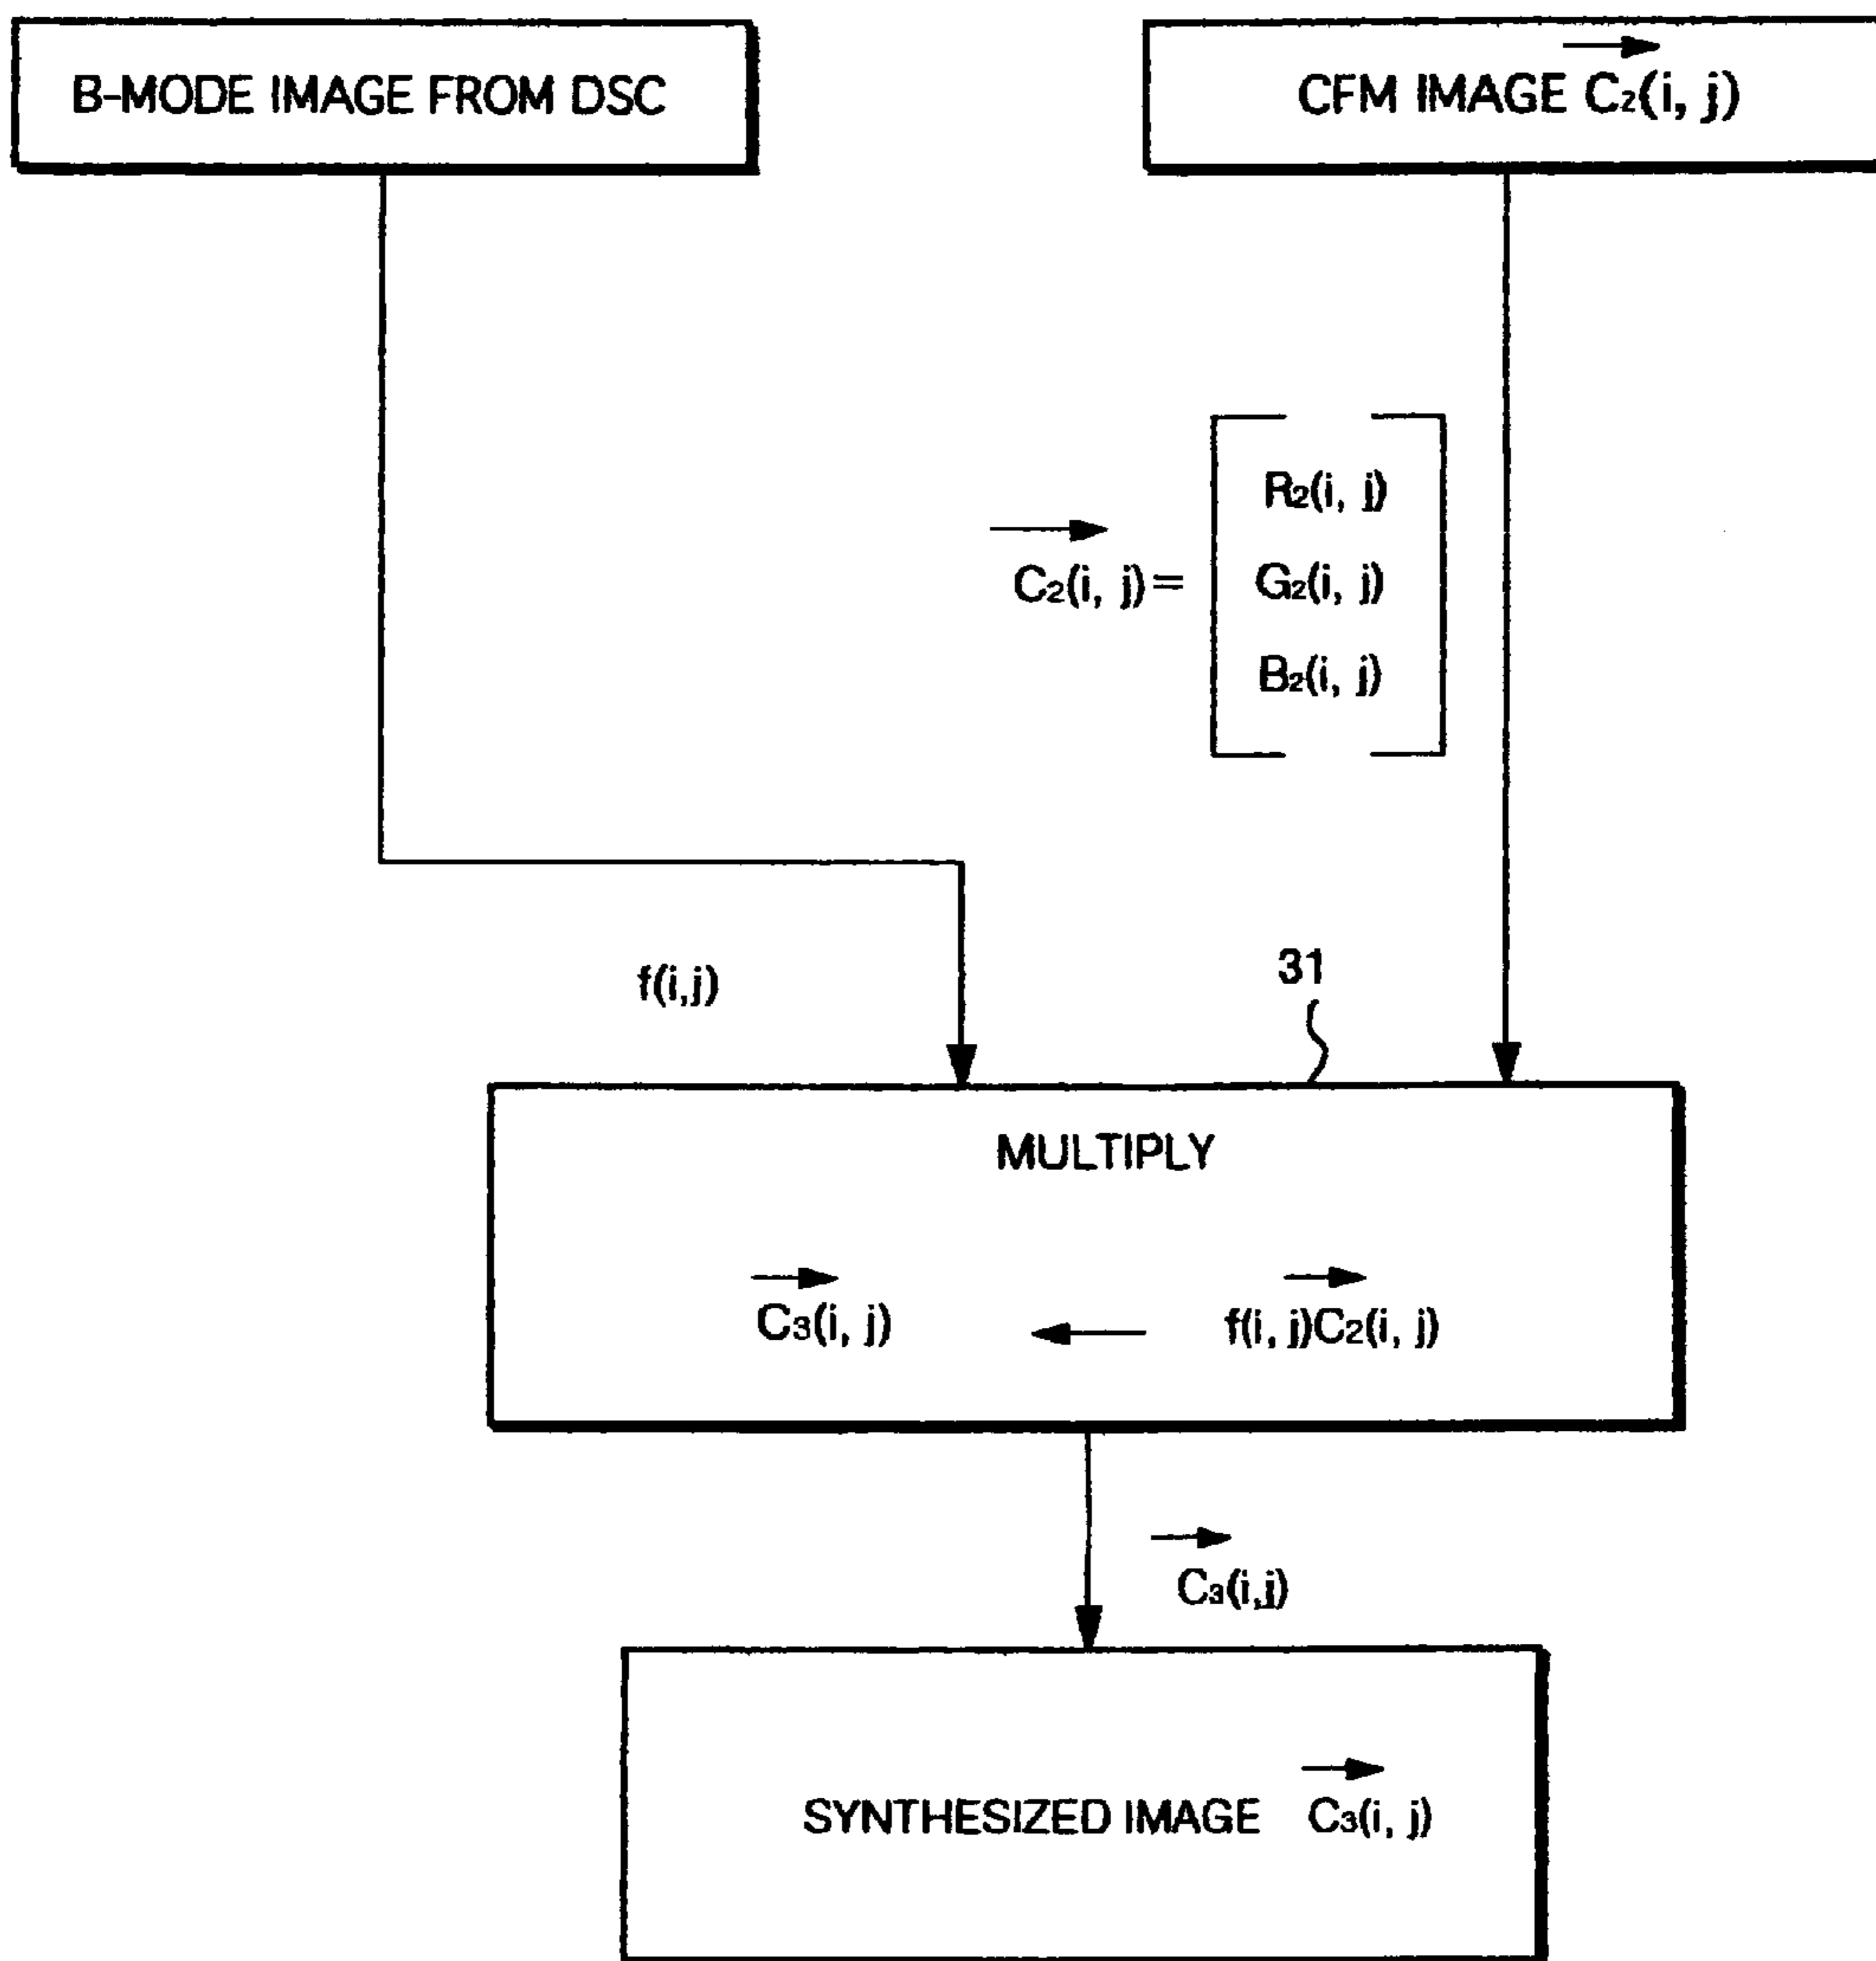 B-MODE IMAGE FROM DSC
CFM IMAGE C₂(i, j)
C₂(i, j)=
R₂(i, j)
G₂(i, j)
B₂(i, j)
f(i,j)
31
MULTIPLY
C₃(i, j) ← f(i, j)C₂(i, j)
C₃(i,j)
SYNTHESIZED IMAGE C₃(i, j)